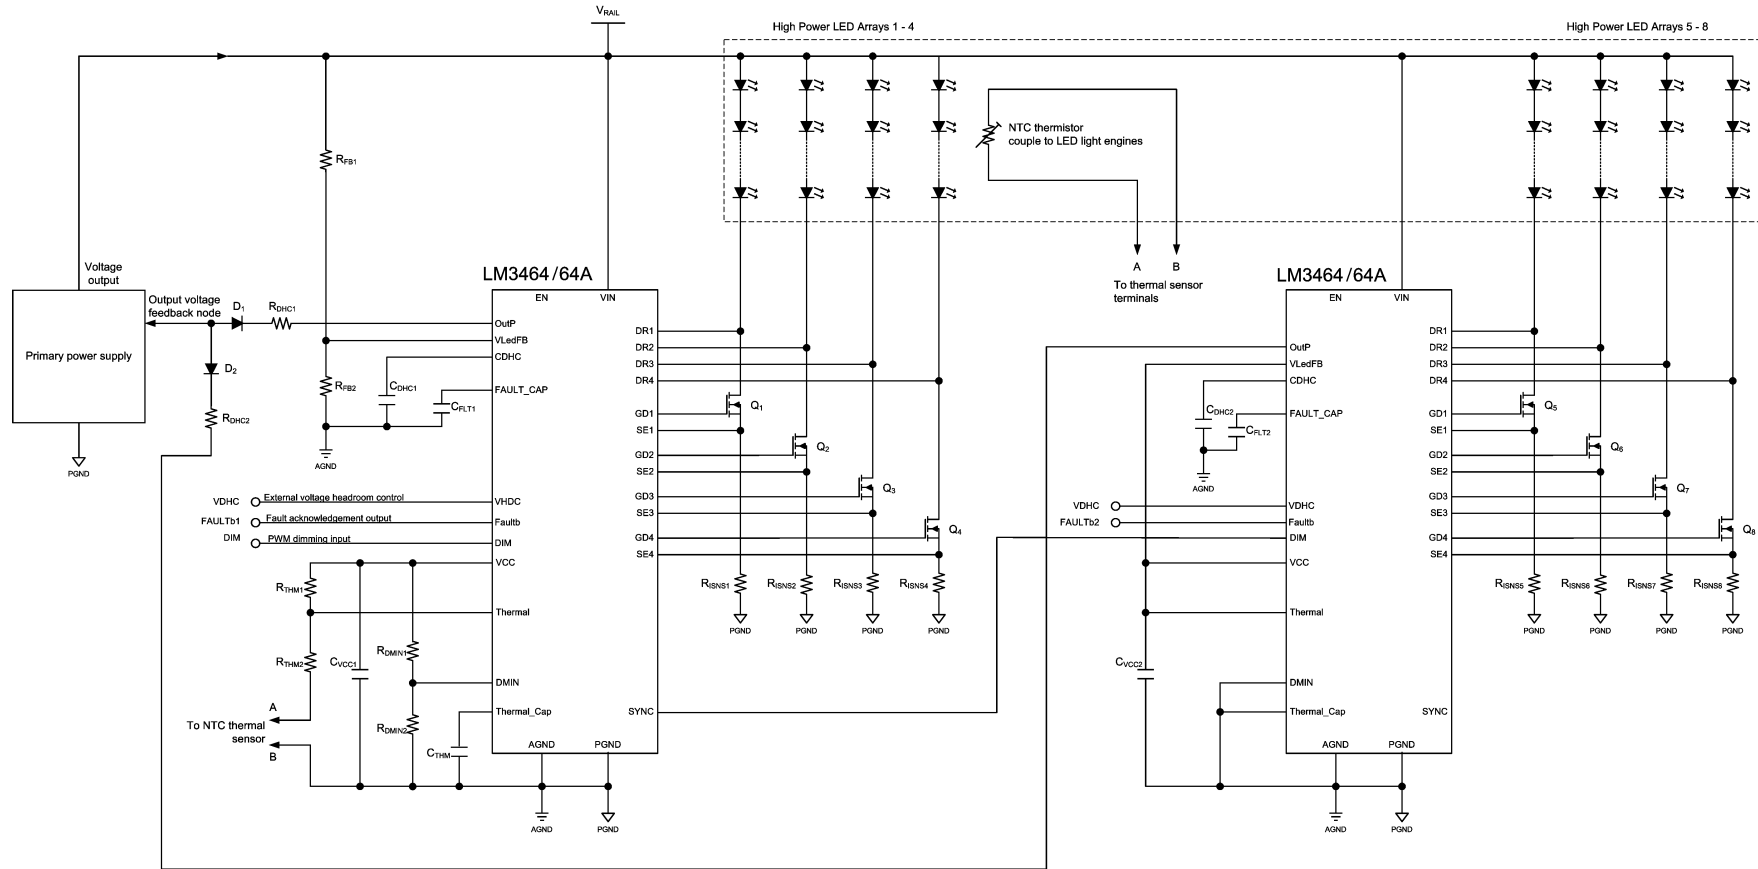 VRAIL
High Power LED Arrays 1 - 4
High Power LED Arrays 5 - 8
NTC thermistor
couple to LED light engines
RFB1
A
B
To thermal sensor
terminals
Voltage
output
Output voltage
feedback node
Primary power supply
PGND
D1
RDHC1
D2
RDHC2
RFB2
AGND
CDHC1
CFLT1
LM3464/64A
EN
VIN
OutP
VLedFB
CDHC
FAULT_CAP
VHDC
Faultb
DIM
VCC
Thermal
DMIN
Thermal_Cap
AGND
PGND
DR1
DR2
DR3
DR4
GD1
SE1
GD2
SE2
GD3
SE3
GD4
SE4
SYNC
VDHC
External voltage headroom control
FAULTb1
Fault acknowledgement output
DIM
PWM dimming input
RTHM1
RTHM2
CVCC1
RDMIN1
RDMIN2
CTHM
A
To NTC thermal
sensor
B
AGND
PGND
Q1
Q2
Q3
Q4
RISNS1
RISNS2
RISNS3
RISNS4
PGND
PGND
PGND
PGND
LM3464/64A
EN
VIN
OutP
VLedFB
CDHC
FAULT_CAP
VDHC
Faultb
DIM
VCC
Thermal
DMIN
Thermal_Cap
AGND
PGND
DR1
DR2
DR3
DR4
GD1
SE1
GD2
SE2
GD3
SE3
GD4
SE4
SYNC
CDHC2
CFLT2
AGND
VDHC
FAULTb2
CVCC2
AGND
PGND
Q5
Q6
Q7
Q8
RISNS5
RISNS6
RISNS7
RISNS8
PGND
PGND
PGND
PGND